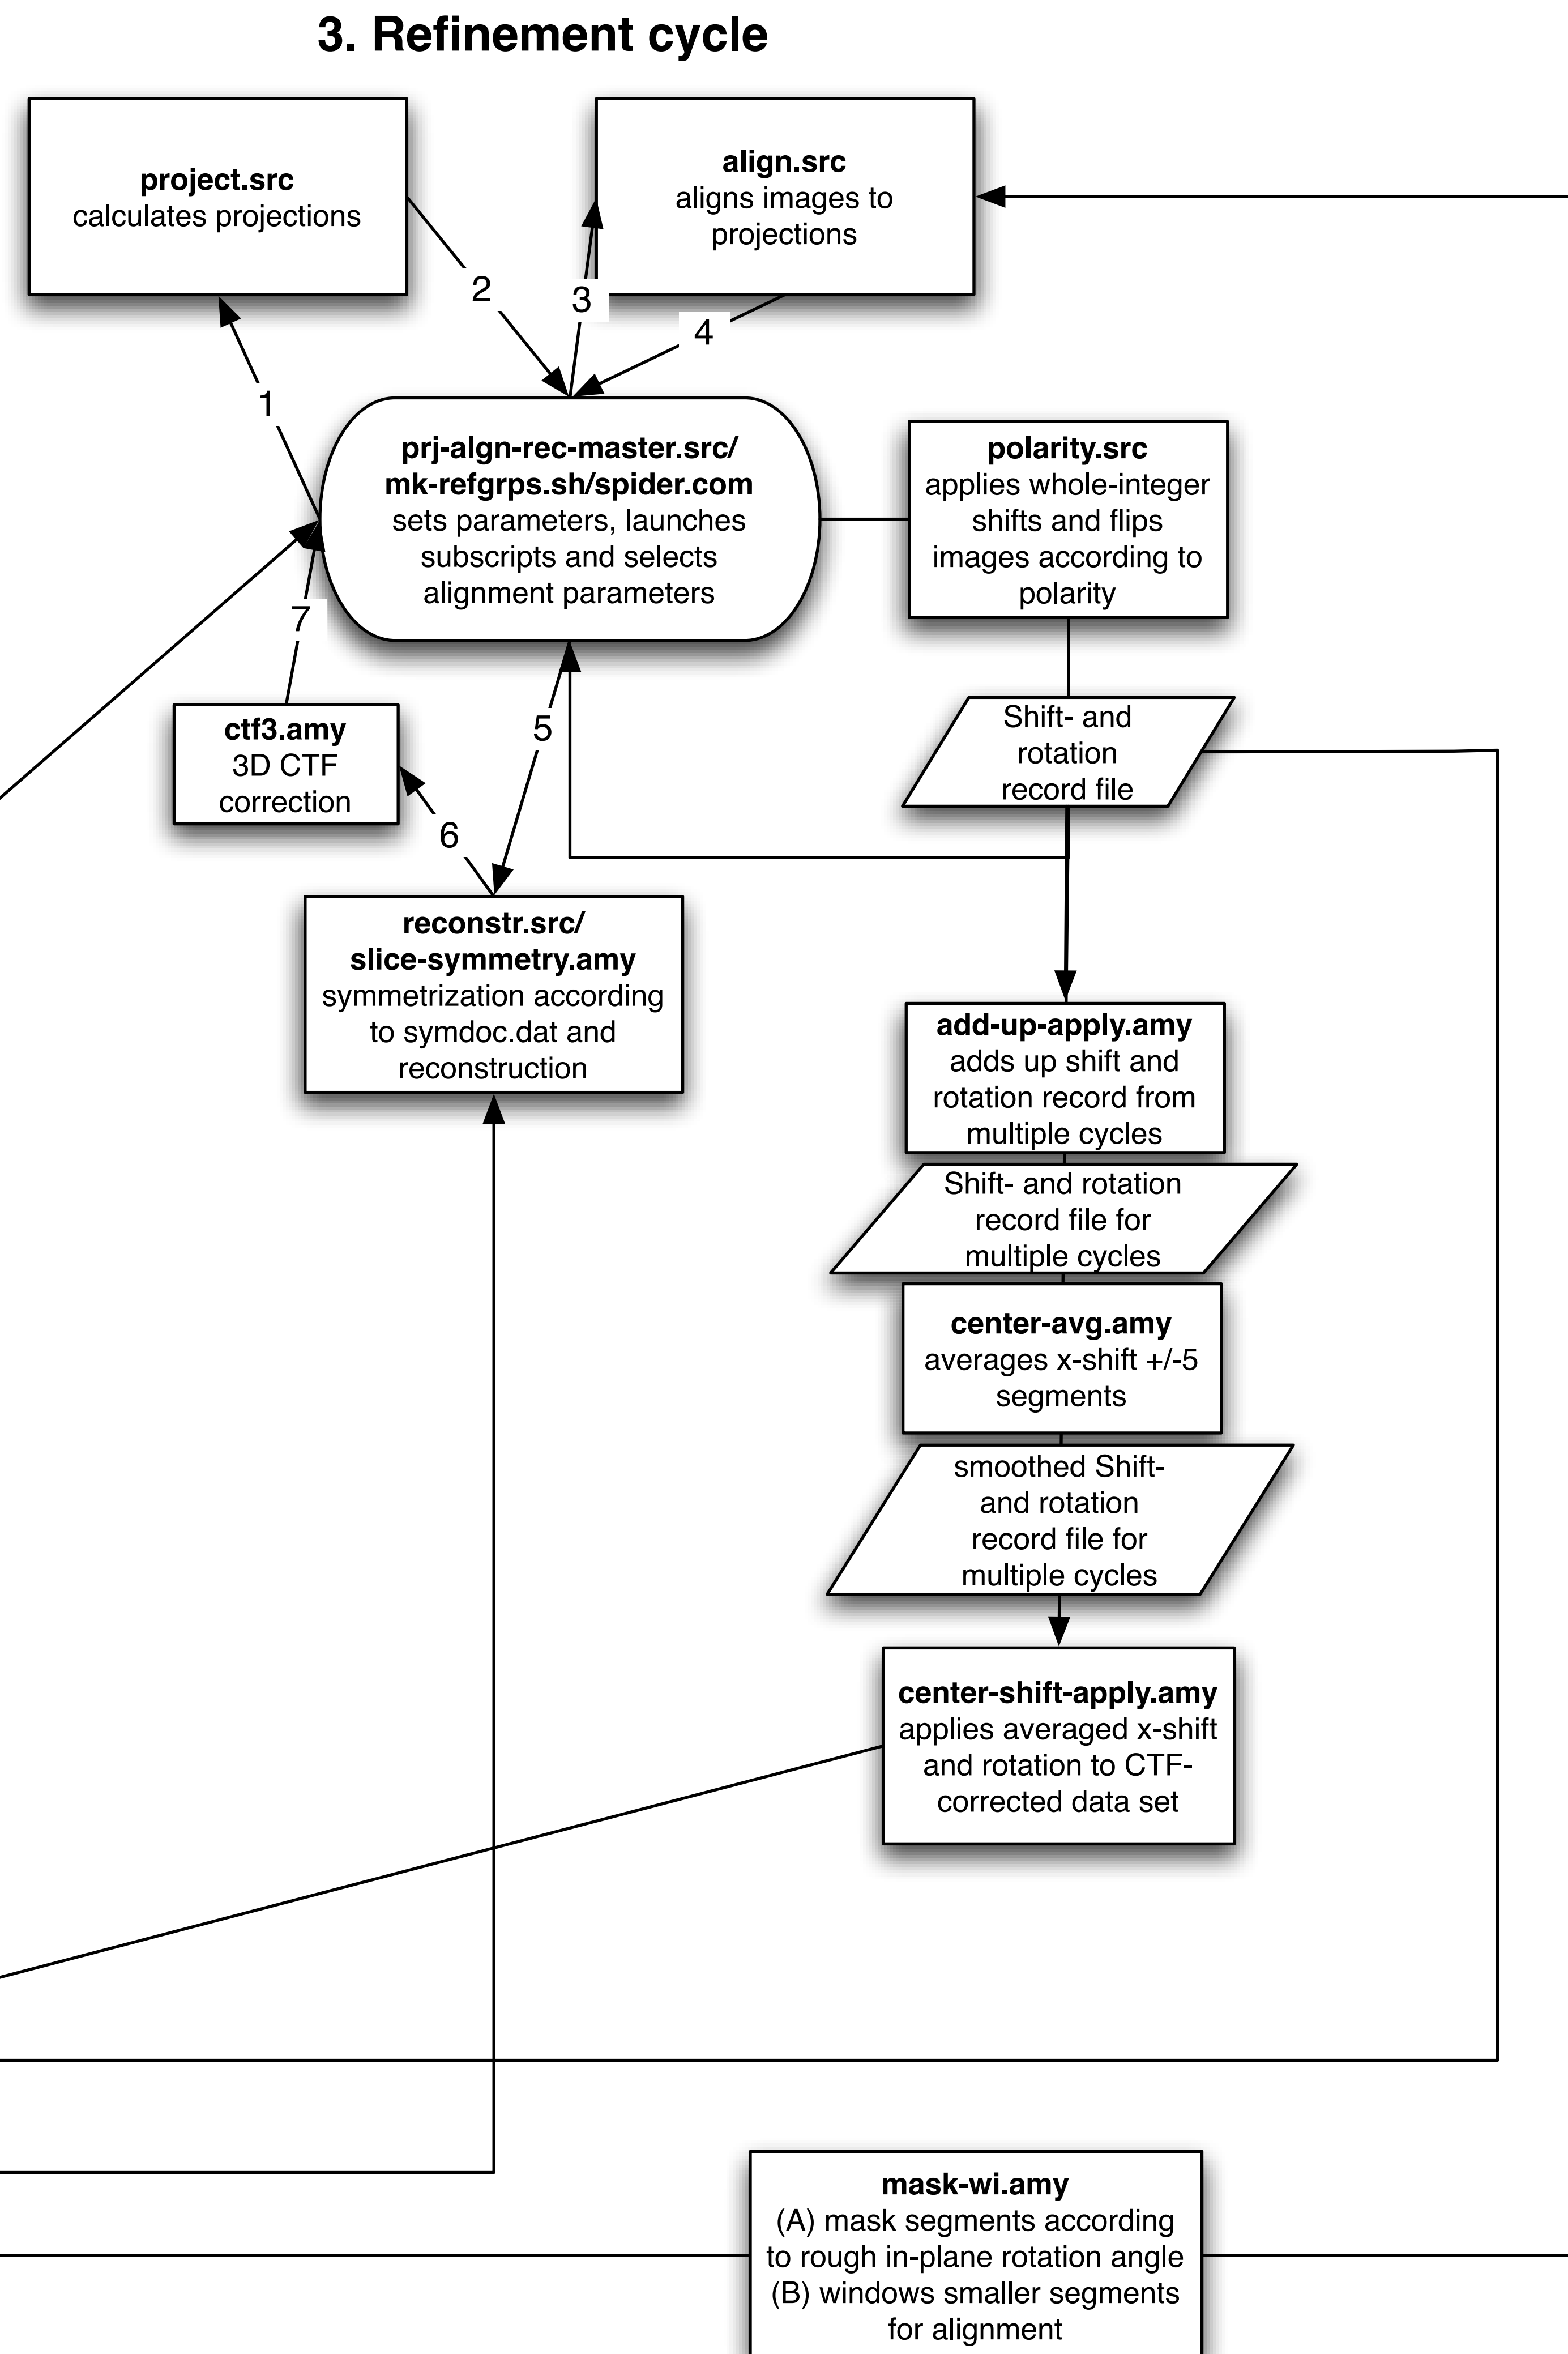 3. Refinement cycle
project.src
calculates projections
align.src
aligns images to
projections
2
3
4
1
prj-algn-rec-master.src/
mk-refgrps.sh/spider.com
sets parameters, launches
subscripts and selects
alignment parameters
polarity.src
applies whole-integer
shifts and flips
images according to
polarity
7
ctf3.amy
3D CTF
correction
5
6
Shift- and
rotation
record file
reconstr.src/
slice-symmetry.amy
symmetrization according
to symdoc.dat and
reconstruction
add-up-apply.amy
adds up shift and
rotation record from
multiple cycles
Shift- and rotation
record file for
multiple cycles
center-avg.amy
averages x-shift +/-5
segments
smoothed Shift-
and rotation
record file for
multiple cycles
center-shift-apply.amy
applies averaged x-shift
and rotation to CTF-
corrected data set
mask-wi.amy
(A) mask segments according
to rough in-plane rotation angle
(B) windows smaller segments
for alignment